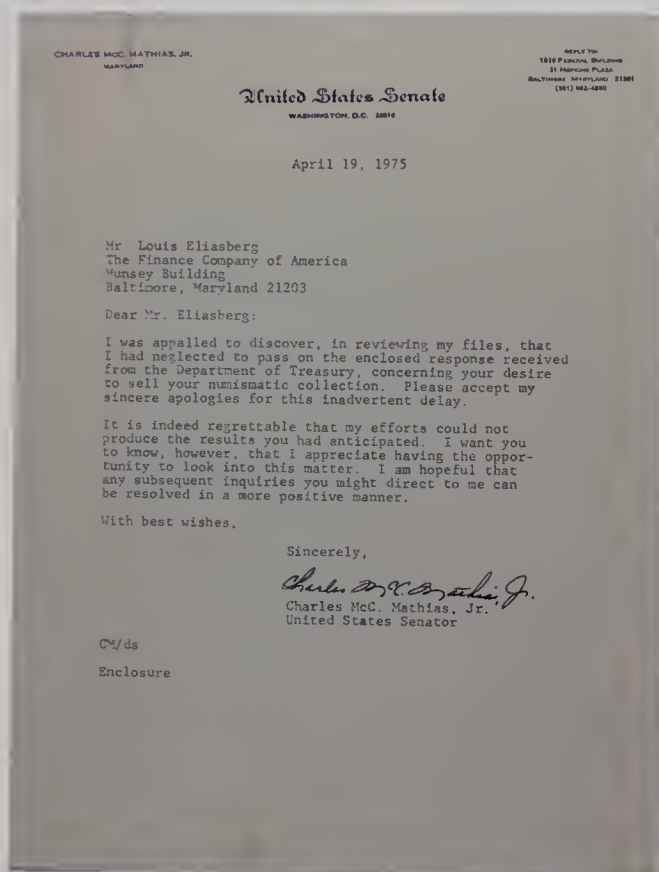 CHARLES McC. MATHIAS, JR.
MARYLAND
REPLY TO:
1616 FEDERAL BUILDING
31 HOPKINS PLAZA
BALTIMORE MARYLAND 21201
(301) 962-4800
United States Senate
WASHINGTON, D.C. 20510
April 19, 1975
Mr Louis Eliasberg
The Finance Company of America
Munsey Building
Baltimore, Maryland 21203
Dear Mr. Eliasberg:
I was appalled to discover, in reviewing my files, that
I had neglected to pass on the enclosed response received
from the Department of Treasury, concerning your desire
to sell your numismatic collection. Please accept my
sincere apologies for this inadvertent delay.
It is indeed regrettable that my efforts could not
produce the results you had anticipated. I want you
to know, however, that I appreciate having the oppor-
tunity to look into this matter. I am hopeful that
any subsequent inquiries you might direct to me can
be resolved in a more positive manner.
With best wishes,
Sincerely,
Charles McC. Mathias, Jr.
Charles McC. Mathias, Jr.
United States Senator
CM/ds
Enclosure